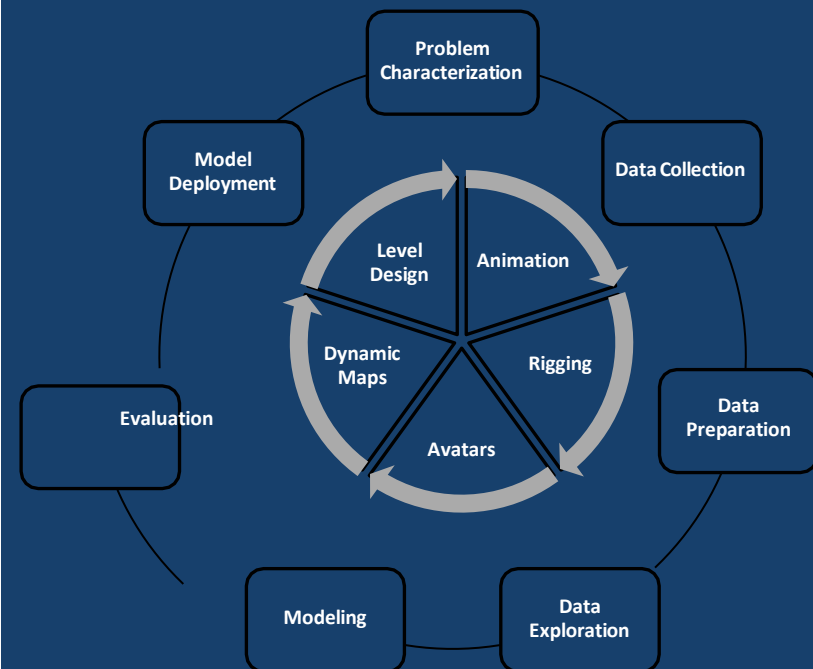 Problem
Characterization
Model
Deployment
Data Collection
Level
Design
Animation
Dynamic
Maps
Rigging
Avatars
Evaluation
Data
Preparation
Modeling
Data
Exploration